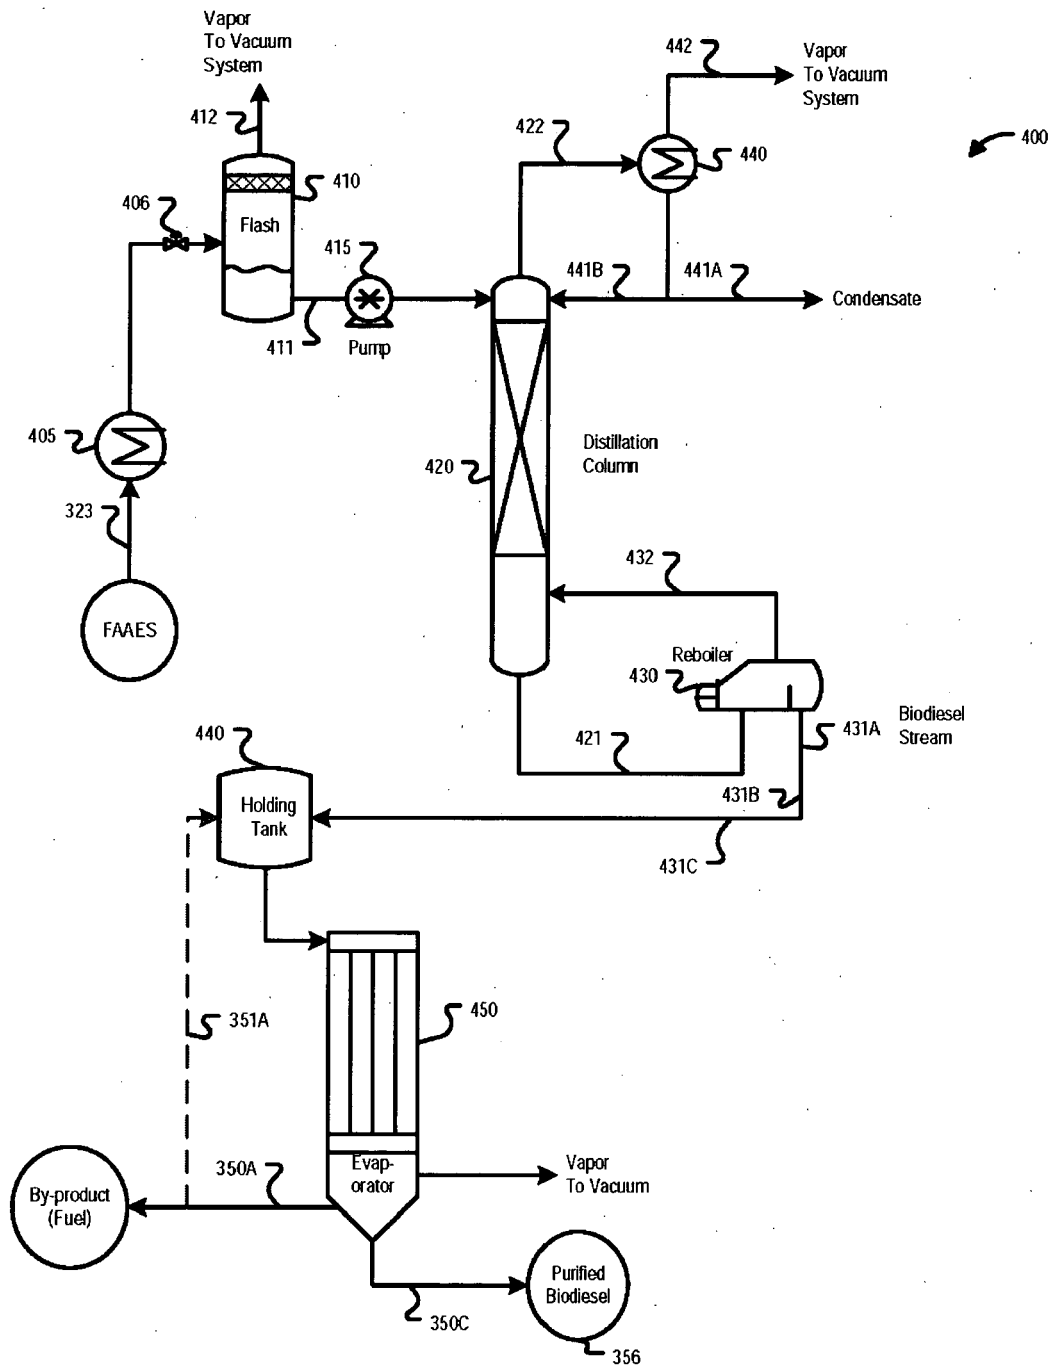 Vapor
To Vacuum
System
412
410
Flash
406
415
411
Pump
405
323
FAAES
442
Vapor
To Vacuum
System
400
422
440
441B
441A
Condensate
420
Distillation
Column
432
Reboiler
430
431A
Biodiesel
Stream
421
431B
431C
440
Holding
Tank
351A
450
350A
By-product
(Fuel)
Evap-
orator
Vapor
To Vacuum
350C
Purified
Biodiesel
356